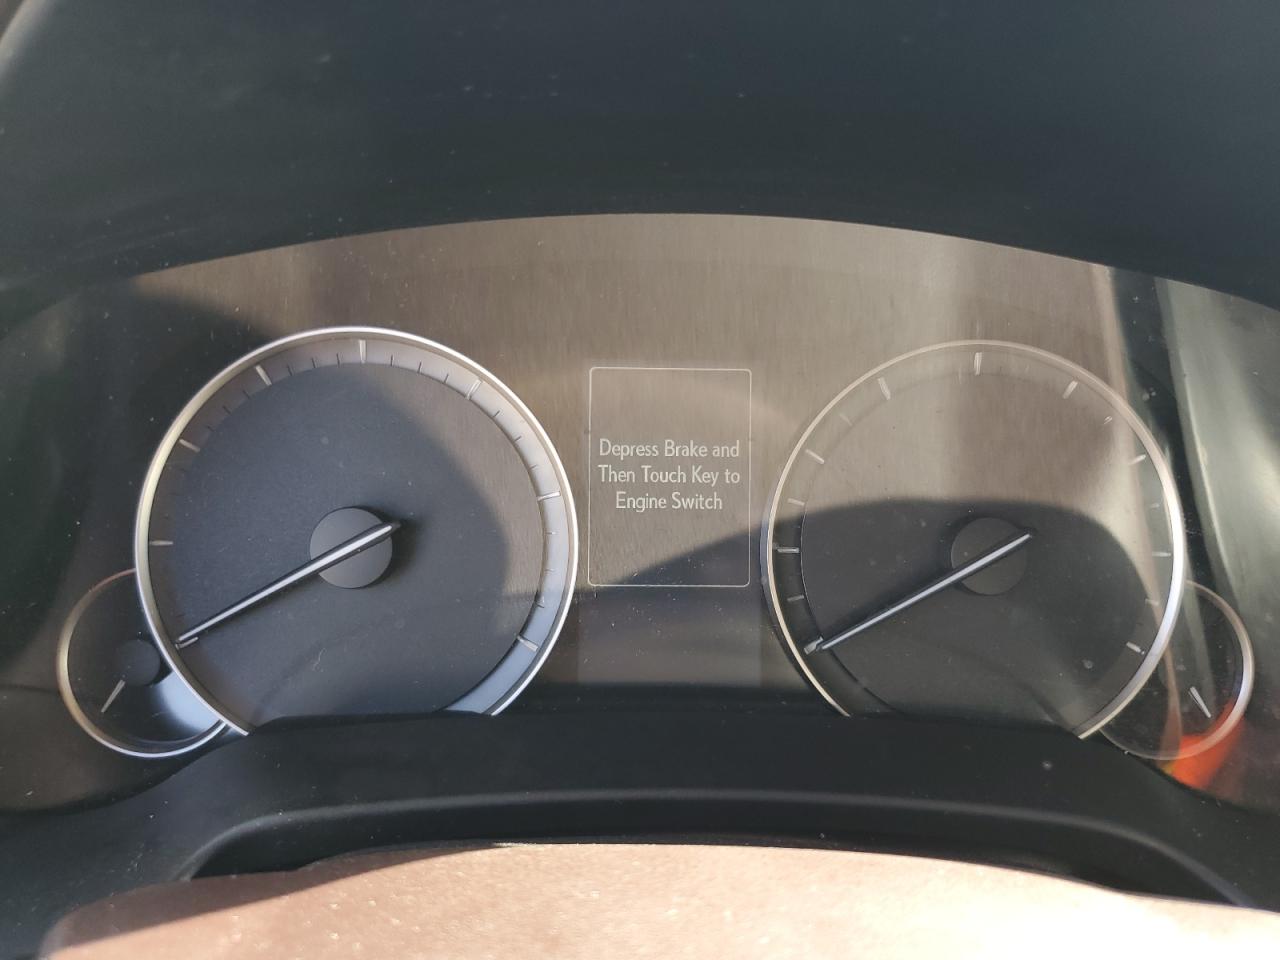 Depress Brake and
Then Touch Key to
Engine Switch